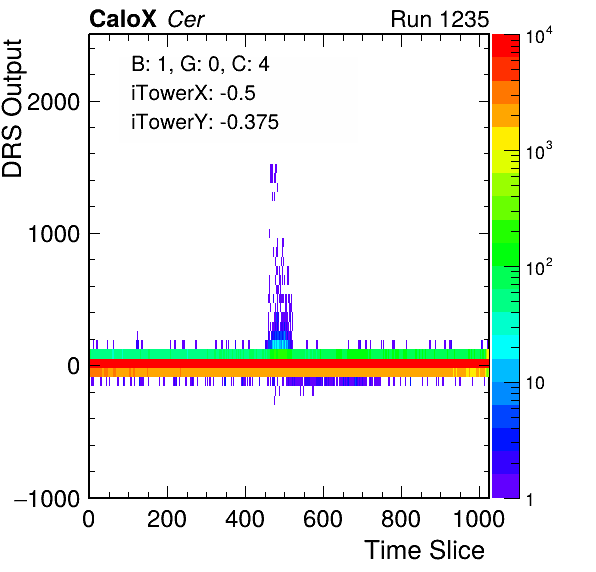 CaloX Cer Run 1235
B: 1, G: 0, C: 4
iTowerX: -0.5
iTowerY: -0.375
DRS Output
2000
1000
0
−1000
0 200 400 600 800 1000
Time Slice
10^4
10^3
10^2
10
1